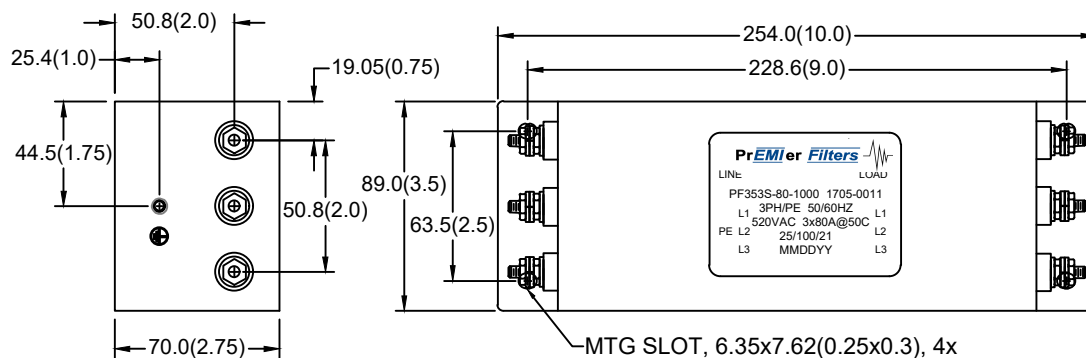 50.8(2.0)
25.4(1.0)
19.05(0.75)
44.5(1.75)
50.8(2.0)
70.0(2.75)
254.0(10.0)
228.6(9.0)
89.0(3.5)
63.5(2.5)
PrEMIer Filters
LINE LOAD
PF353S-80-1000 1705-0011
3PH/PE 50/60HZ
L1 520VAC 3x80A@50C L1
PE L2 25/100/21 L2
L3 MMDDYY L3
MTG SLOT, 6.35x7.62(0.25x0.3), 4x